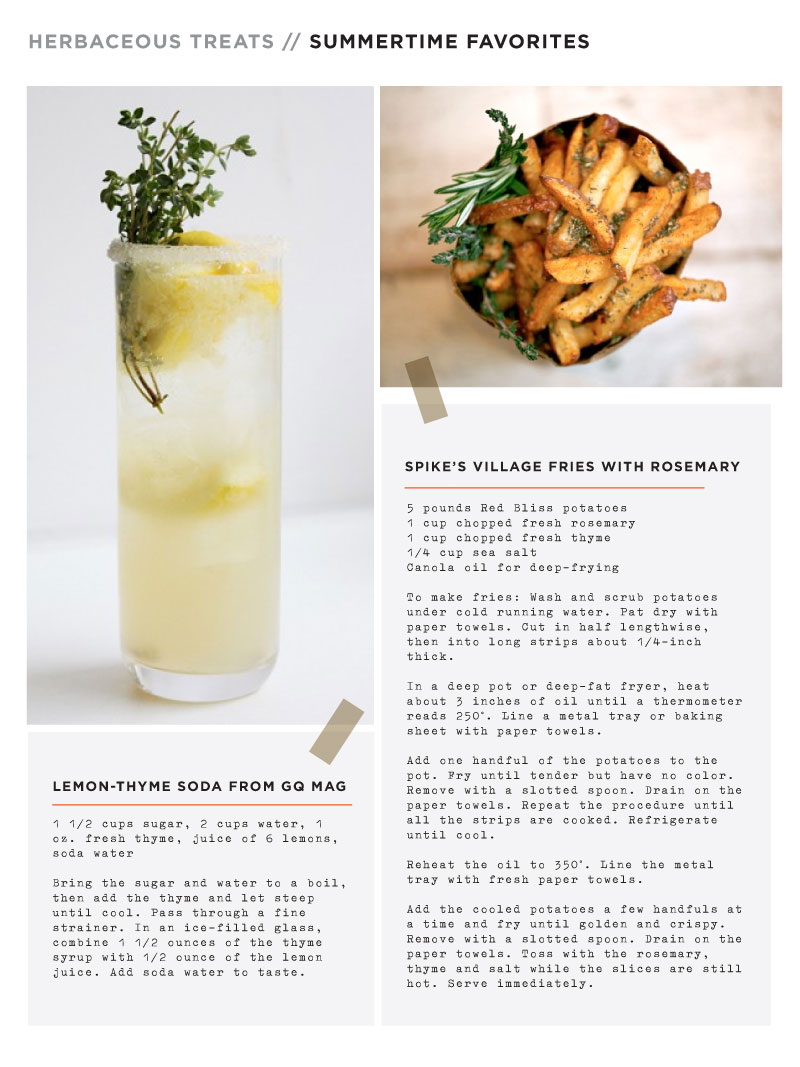 HERBACEOUS TREATS // SUMMERTIME FAVORITES
LEMON-THYME SODA FROM GQ MAG
1 1/2 cups sugar, 2 cups water, 1
oz. fresh thyme, juice of 6 lemons,
soda water
Bring the sugar and water to a boil,
then add the thyme and let steep
until cool. Pass through a fine
strainer. In an ice-filled glass,
combine 1 1/2 ounces of the thyme
syrup with 1/2 ounce of the lemon
juice. Add soda water to taste.
SPIKE'S VILLAGE FRIES WITH ROSEMARY
5 pounds Red Bliss potatoes
1 cup chopped fresh rosemary
1 cup chopped fresh thyme
1/4 cup sea salt
Canola oil for deep-frying
To make fries: Wash and scrub potatoes
under cold running water. Pat dry with
paper towels. Cut in half lengthwise,
then into long strips about 1/4-inch
thick.
In a deep pot or deep-fat fryer, heat
about 3 inches of oil until a thermometer
reads 250°. Line a metal tray or baking
sheet with paper towels.
Add one handful of the potatoes to the
pot. Fry until tender but have no color.
Remove with a slotted spoon. Drain on the
paper towels. Repeat the procedure until
all the strips are cooked. Refrigerate
until cool.
Reheat the oil to 350°. Line the metal
tray with fresh paper towels.
Add the cooled potatoes a few handfuls at
a time and fry until golden and crispy.
Remove with a slotted spoon. Drain on the
paper towels. Toss with the rosemary,
thyme and salt while the slices are still
hot. Serve immediately.